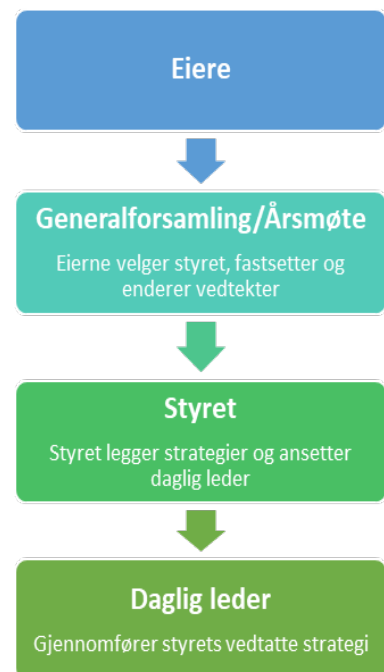 Eiere
Generalforsamling/Årsmøte
Eierne velger styret, fastsetter og
enderer vedtekter
Styret
Styret legger strategier og ansetter
daglig leder
Daglig leder
Gjennomfører styrets vedtatte strategi